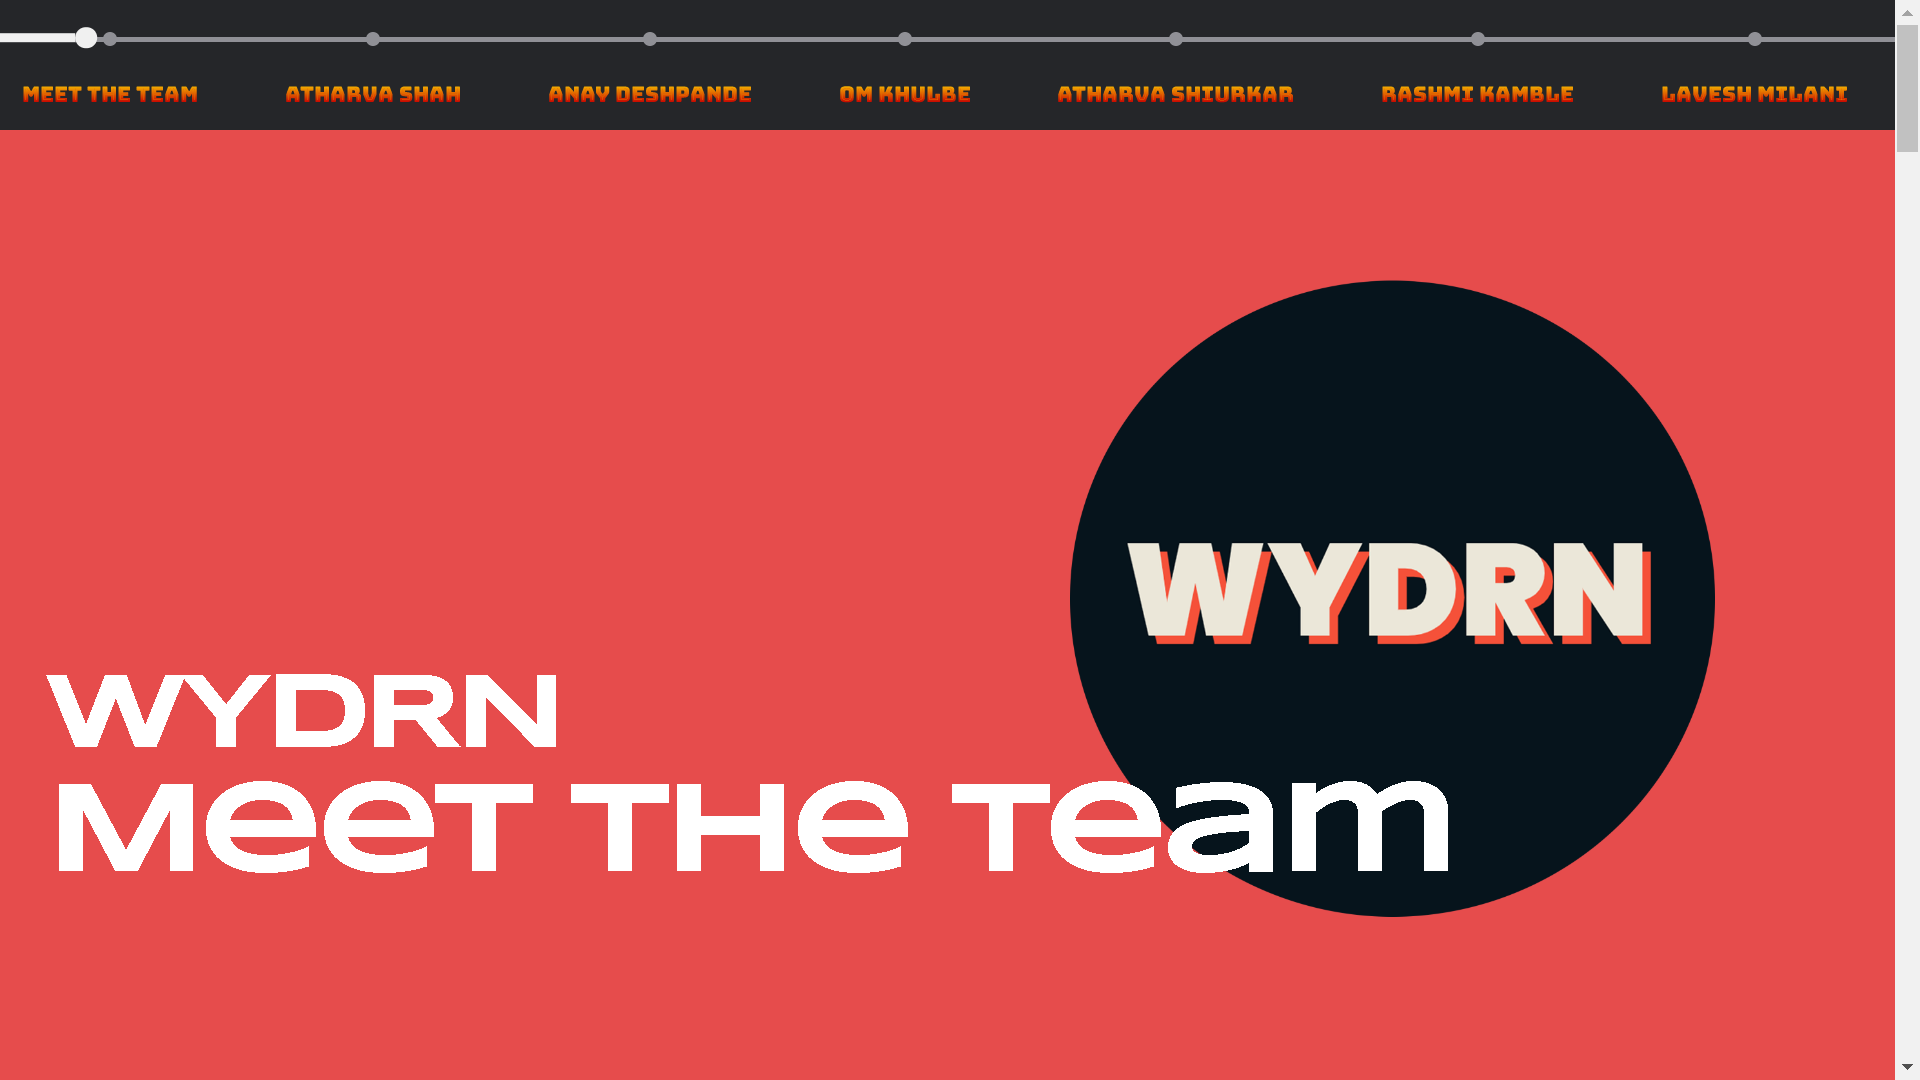 MEET THE TEAM
ATHARVA SHAH
ANAY DESHPANDE
OM KHULBE
ATHARVA SHIURKAR
RASHMI KAMBLE
LAVESH MILANI
WYDRN
WYDRN
MeeT THe Team